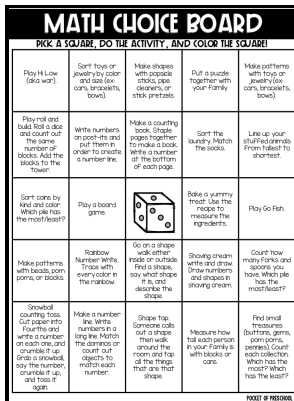 MATH CHOICE BOARD
PICK A SQUARE, DO THE ACTIVITY, AND COLOR THE SQUARE!
Play Hi Low
(aka war).
Sort toys or
jewelry by color
and size (ex-
cars, bracelets,
bows).
Make shapes
with popsicle
sticks, pipe
cleaners, or
stick pretzels.
Put a puzzle
together with
your family.
Make patterns
with toys or
jewelry (ex-
cars, bracelets,
bows).
Play roll and
build. Roll a dice
and count out
the same
number of
blocks. Add the
blocks to the
tower.
Write numbers
on post-its and
put them in
order to create
a number line.
Make a counting
book. Staple
pages together
to make a book.
Write a number
at the bottom
of each page.
Sort the
laundry. Match
the socks.
Line up your
stuffed animals
from tallest to
shortest.
Sort coins by
kind and color.
Which pile has
the most/least?
Play a board
game.
Bake a yummy
treat. Use the
recipe to
measure the
ingredients.
Play Go Fish.
Make patterns
with beads, pom
poms, or blocks.
Rainbow
Number Write.
Trace with
every color in
the rainbow.
Go on a shape
walk either
inside or outside.
Find a shape,
say what shape
it is, and
describe the
shape.
Shaving cream
write and draw.
Draw numbers
and shapes in
shaving cream.
Count how
many forks and
spoons you
have. Which pile
has the
most/least?
Snowball
counting toss.
Cut paper into
fourths and
write a number
on each one, and
crumble it up.
Grab a snowball,
say the number,
crumble it up,
and toss it
again.
Make a number
line. Write
numbers in a
long line. Match
the dominos or
count out
objects to
match each
number.
Shape tap.
Someone calls
out a shape
then walk
around the
room and tap
all the things
that are that
shape.
Measure how
tall each person
in your family is
with blocks or
cans.
Find small
treasures
(buttons, gems,
pom poms,
pennies). Count
each collection.
Which has the
most? Which
has the least?
POCKET OF PRESCHOOL